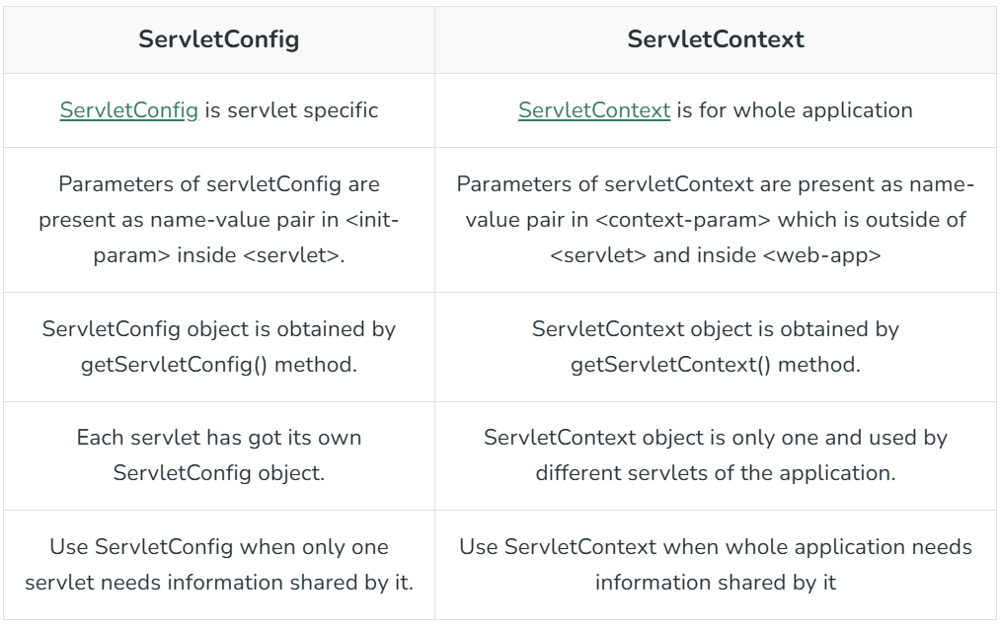 ServletConfig
ServletContext
ServletConfig is servlet specific
ServletContext is for whole application
Parameters of servletConfig are
present as name-value pair in <init-
param> inside <servlet>.
Parameters of servletContext are present as name-
value pair in <context-param> which is outside of
<servlet> and inside <web-app>
ServletConfig object is obtained by
getServletConfig() method.
ServletContext object is obtained by
getServletContext() method.
Each servlet has got its own
ServletConfig object.
ServletContext object is only one and used by
different servlets of the application.
Use ServletConfig when only one
servlet needs information shared by it.
Use ServletContext when whole application needs
information shared by it